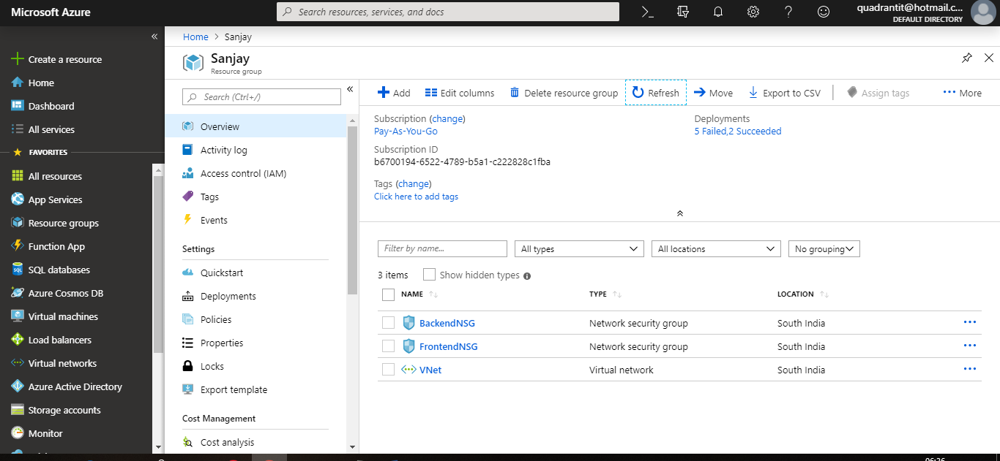 Microsoft Azure
Search resources, services, and docs
quadrantit@hotmail.c...
DEFAULT DIRECTORY
Create a resource
Home
Dashboard
All services
FAVORITES
All resources
App Services
Resource groups
Function App
SQL databases
Azure Cosmos DB
Virtual machines
Load balancers
Virtual networks
Azure Active Directory
Storage accounts
Monitor
Home > Sanjay
Sanjay
Resource group
Search (Ctrl+/)
Overview
Activity log
Access control (IAM)
Tags
Events
Settings
Quickstart
Deployments
Policies
Properties
Locks
Export template
Cost Management
Cost analysis
Add Edit columns Delete resource group Refresh Move Export to CSV Assign tags More
Subscription (change)
Pay-As-You-Go
Subscription ID
b6700194-6522-4789-b5a1-c222828c1fba
Tags (change)
Click here to add tags
Deployments
5 Failed,2 Succeeded
Filter by name... All types All locations No grouping
3 items Show hidden types
NAME TYPE LOCATION
BackendNSG Network security group South India
FrontendNSG Network security group South India
VNet Virtual network South India